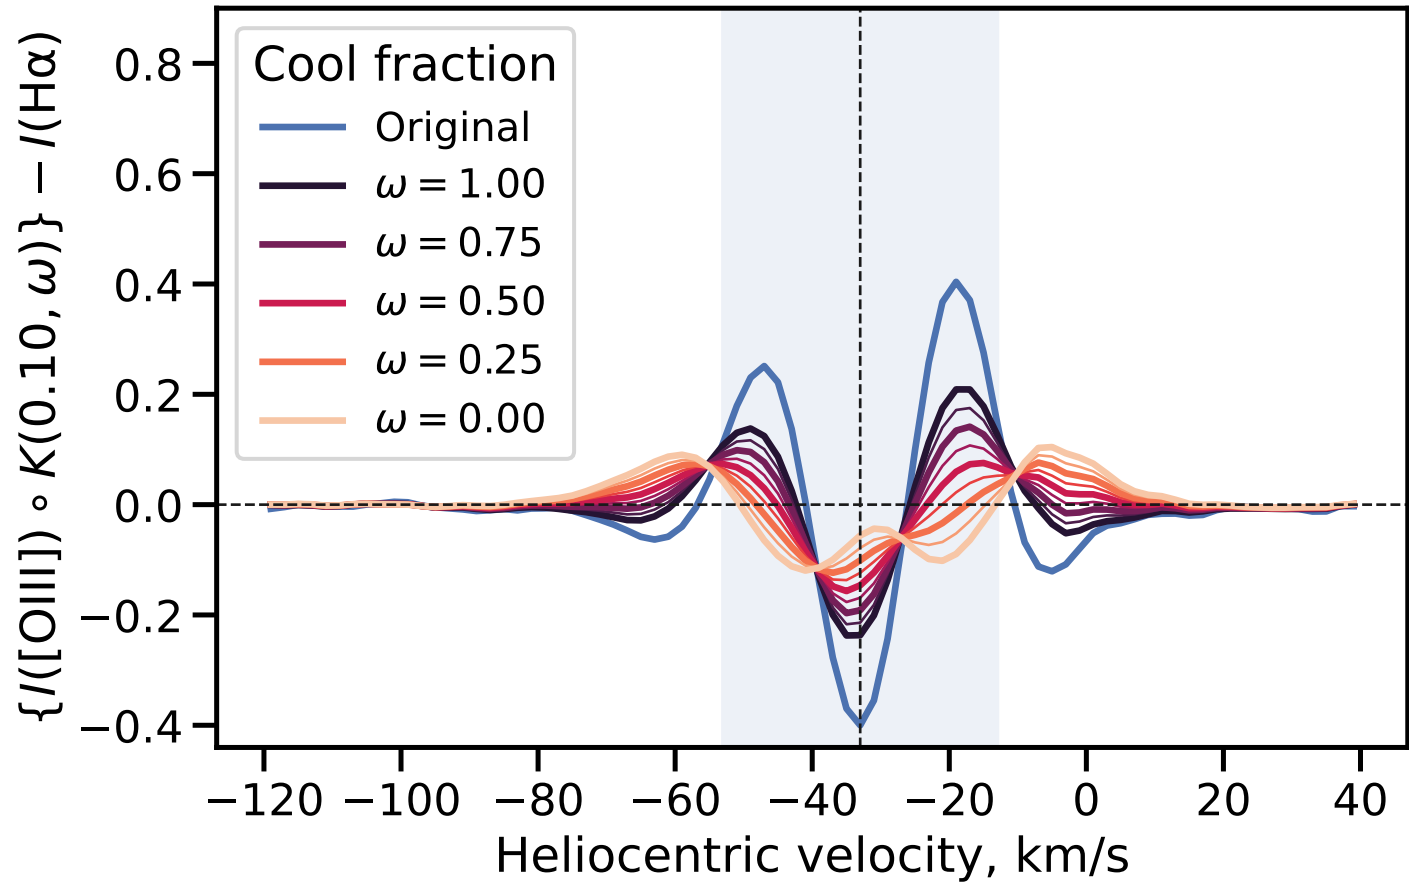 {I([OIII]) ∘ K(0.10, ω)} − I(Hα)
0.8
0.6
0.4
0.2
0.0
−0.2
−0.4
Cool fraction
Original
ω = 1.00
ω = 0.75
ω = 0.50
ω = 0.25
ω = 0.00
−120 −100 −80 −60 −40 −20 0 20 40
Heliocentric velocity, km/s